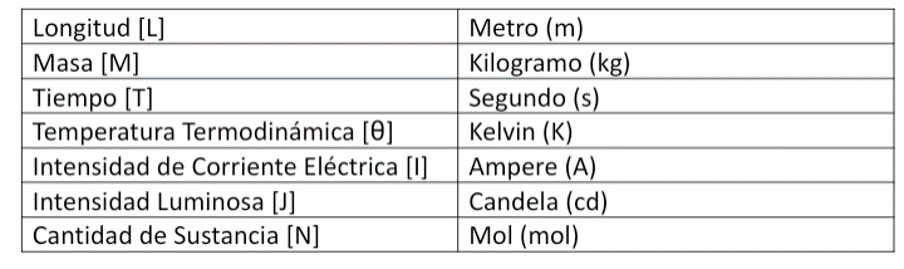 Longitud [L] Metro (m)
Masa [M] Kilogramo (kg)
Tiempo [T] Segundo (s)
Temperatura Termodinámica [θ] Kelvin (K)
Intensidad de Corriente Eléctrica [I] Ampere (A)
Intensidad Luminosa [J] Candela (cd)
Cantidad de Sustancia [N] Mol (mol)